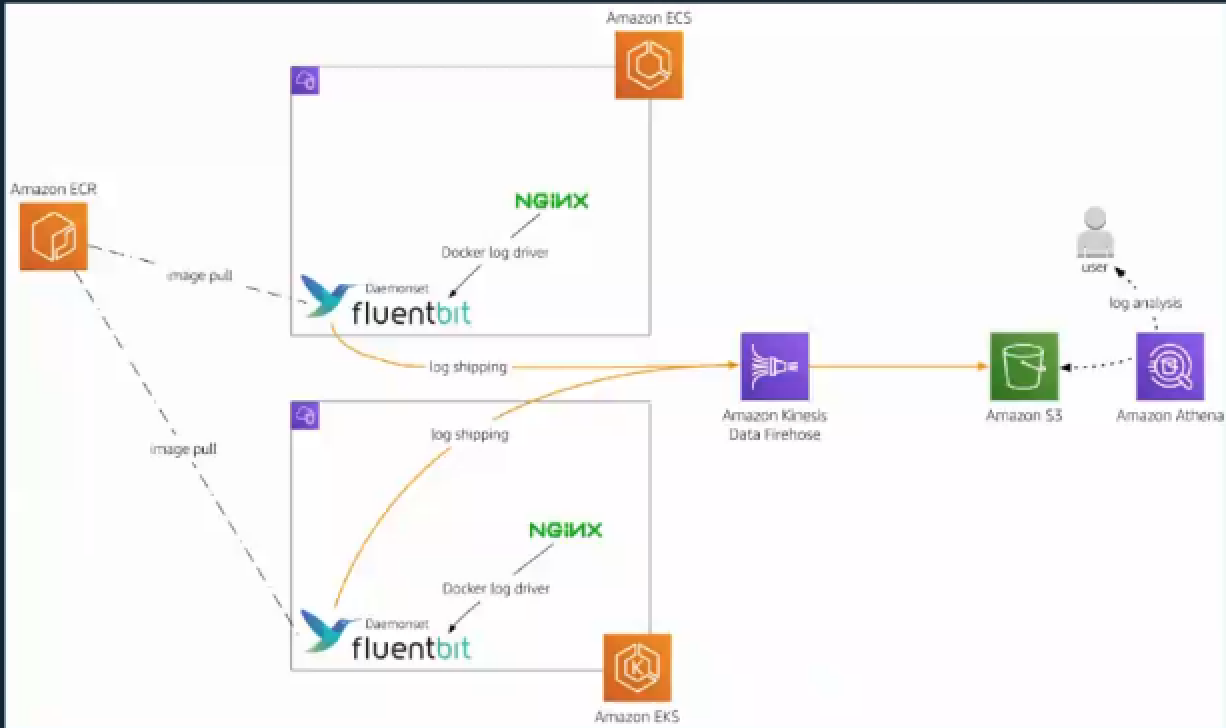 Amazon ECS
Amazon ECR
NGINX
Docker log driver
image pull
Daemonset
fluentbit
log shipping
user
log analysis
Amazon Kinesis
Data Firehose
Amazon S3
Amazon Athena
log shipping
image pull
NGINX
Docker log driver
Daemonset
fluentbit
K
Amazon EKS